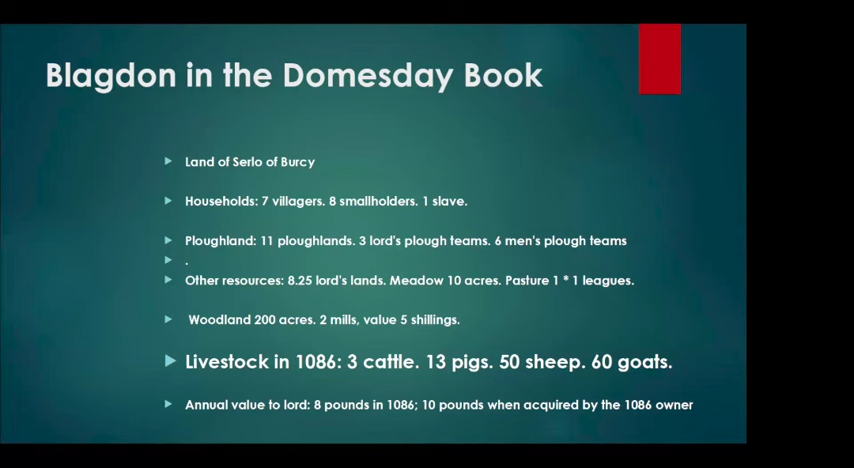 Blagdon in the Domesday Book
Land of Serlo of Burcy
Households: 7 villagers. 8 smallholders. 1 slave.
Ploughland: 11 ploughlands. 3 lord's plough teams. 6 men's plough teams
.
Other resources: 8.25 lord's lands. Meadow 10 acres. Pasture 1 * 1 leagues.
Woodland 200 acres. 2 mills, value 5 shillings.
Livestock in 1086: 3 cattle. 13 pigs. 50 sheep. 60 goats.
Annual value to lord: 8 pounds in 1086; 10 pounds when acquired by the 1086 owner